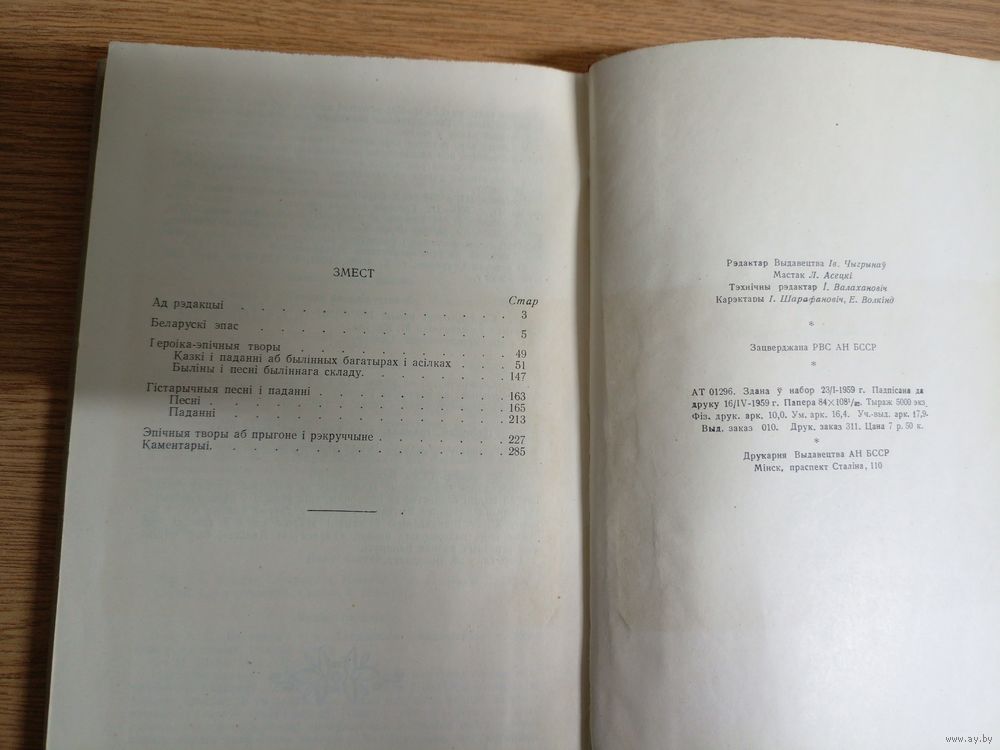 ЗМЕСТ
Стар
Ад рэдакцыі . . . . . . . . . . . . . . 3
Беларускі эпас . . . . . . . . . . . . . 5
Героіка-эпічныя творы . . . . . . . . . . 49
Казкі і паданні аб былінных багатырах і асілках . . . 51
Быліны і песні быліннага складу. . . . . . . . 147
Гістарычныя песні і паданні . . . . . . . . . 163
Песні . . . . . . . . . . . . . . 165
Паданні . . . . . . . . . . . . . 213
Эпічныя творы аб прыгоне і рэкруччыне . . . . . . 227
Каментарыі. . . . . . . . . . . . . . 285
Рэдактар Выдавецтва Ів. Чыгрынаў
Мастак Л. Асецкі
Тэхнічны рэдактар І. Валахановіч
Карэктары І. Шарафановіч, Е. Волкінд
*
Зацверджана РВС АН БССР
*
АТ 01296. Здана ў набор 23/I-1959 г. Падпісана да
друку 16/IV-1959 г. Папера 84×108¹/₃₂. Тыраж 5000 экз.
Фіз. друк. арк. 10,0. Ум. арк. 16,4. Уч.-выд. арк. 17,9.
Выд. заказ 010. Друк. заказ 311. Цана 7 р. 50 к.
*
Друкарня Выдавецтва АН БССР
Мінск, праспект Сталіна, 110
www.ay.by